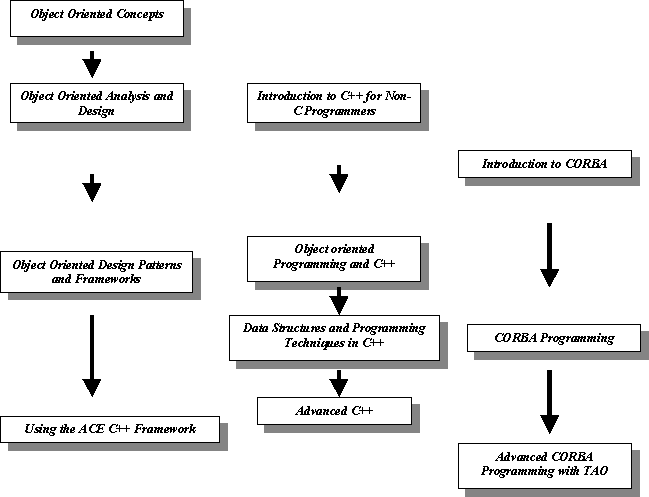 Object Oriented Concepts
Object Oriented Analysis and
Design
Object Oriented Design Patterns
and Frameworks
Using the ACE C++ Framework
Introduction to C++ for Non-
C Programmers
Object oriented
Programming and C++
Data Structures and Programming
Techniques in C++
Advanced C++
Introduction to CORBA
CORBA Programming
Advanced CORBA
Programming with TAO